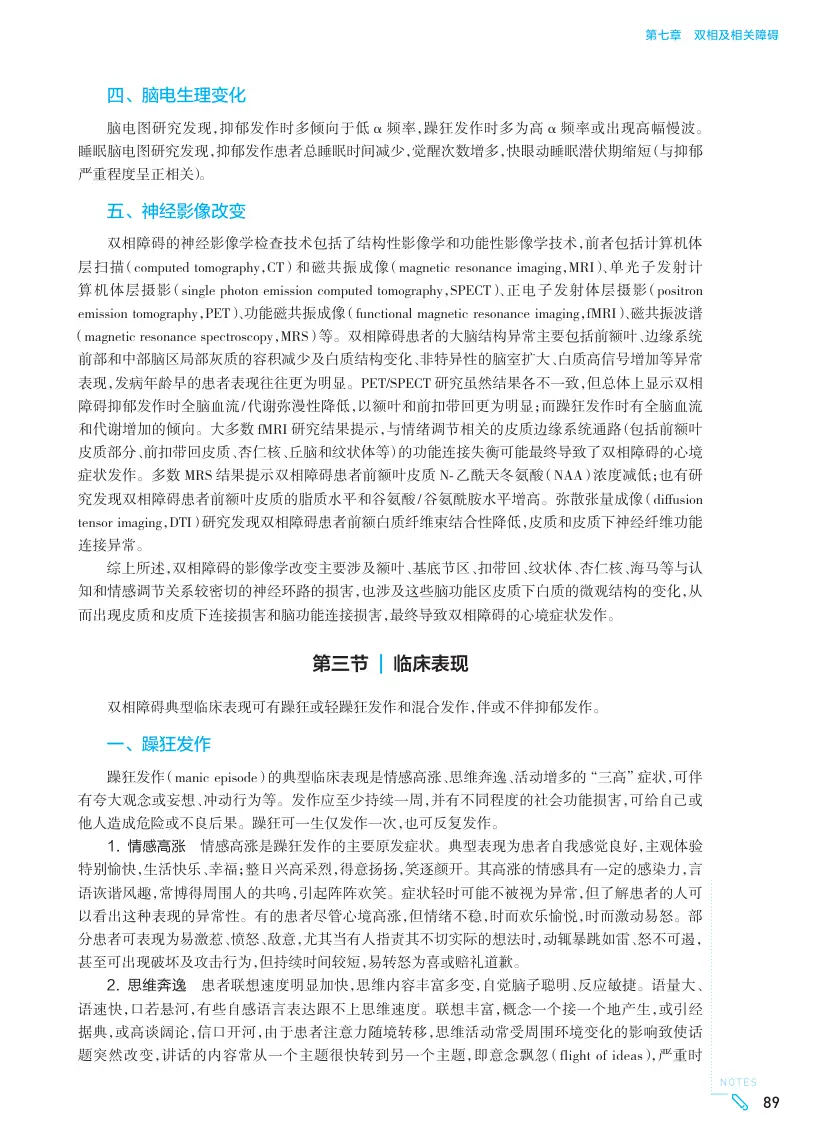 第七章 双相及相关障碍
四、脑电生理变化
脑电图研究发现,抑郁发作时多倾向于低 α 频率,躁狂发作时多为高 α 频率或出现高幅慢波。
睡眠脑电图研究发现,抑郁发作患者总睡眠时间减少,觉醒次数增多,快眼动睡眠潜伏期缩短(与抑郁
严重程度呈正相关)。
五、神经影像改变
双相障碍的神经影像学检查技术包括了结构性影像学和功能性影像学技术,前者包括计算机体
层扫描(computed tomography,CT)和磁共振成像(magnetic resonance imaging,MRI)、单光子发射计
算机体层摄影(single photon emission computed tomography,SPECT)、正电子发射体层摄影(positron
emission tomography,PET)、功能磁共振成像(functional magnetic resonance imaging,fMRI)、磁共振波谱
(magnetic resonance spectroscopy,MRS)等。双相障碍患者的大脑结构异常主要包括前额叶、边缘系统
前部和中部脑区局部灰质的容积减少及白质结构变化、非特异性的脑室扩大、白质高信号增加等异常
表现,发病年龄早的患者表现往往更为明显。PET/SPECT 研究虽然结果各不一致,但总体上显示双相
障碍抑郁发作时全脑血流/代谢弥漫性降低,以额叶和前扣带回更为明显;而躁狂发作时有全脑血流
和代谢增加的倾向。大多数 fMRI 研究结果提示,与情绪调节相关的皮质边缘系统通路(包括前额叶
皮质部分、前扣带回皮质、杏仁核、丘脑和纹状体等)的功能连接失衡可能最终导致了双相障碍的心境
症状发作。多数 MRS 结果提示双相障碍患者前额叶皮质 N-乙酰天冬氨酸(NAA)浓度减低;也有研
究发现双相障碍患者前额叶皮质的脂质水平和谷氨酸/谷氨酰胺水平增高。弥散张量成像(diffusion
tensor imaging,DTI)研究发现双相障碍患者前额白质纤维束结合性降低,皮质和皮质下神经纤维功能
连接异常。
综上所述,双相障碍的影像学改变主要涉及额叶、基底节区、扣带回、纹状体、杏仁核、海马等与认
知和情感调节关系较密切的神经环路的损害,也涉及这些脑功能区皮质下白质的微观结构的变化,从
而出现皮质和皮质下连接损害和脑功能连接损害,最终导致双相障碍的心境症状发作。
第三节 | 临床表现
双相障碍典型临床表现可有躁狂或轻躁狂发作和混合发作,伴或不伴抑郁发作。
一、躁狂发作
躁狂发作(manic episode)的典型临床表现是情感高涨、思维奔逸、活动增多的“三高”症状,可伴
有夸大观念或妄想、冲动行为等。发作应至少持续一周,并有不同程度的社会功能损害,可给自己或
他人造成危险或不良后果。躁狂可一生仅发作一次,也可反复发作。
1. 情感高涨 情感高涨是躁狂发作的主要原发症状。典型表现为患者自我感觉良好,主观体验
特别愉快,生活快乐、幸福;整日兴高采烈,得意扬扬,笑逐颜开。其高涨的情感具有一定的感染力,言
语诙谐风趣,常博得周围人的共鸣,引起阵阵欢笑。症状轻时可能不被视为异常,但了解患者的人可
以看出这种表现的异常性。有的患者尽管心境高涨,但情绪不稳,时而欢乐愉悦,时而激动易怒。部
分患者可表现为易激惹、愤怒、敌意,尤其当有人指责其不切实际的想法时,动辄暴跳如雷、怒不可遏,
甚至可出现破坏及攻击行为,但持续时间较短,易转怒为喜或赔礼道歉。
2. 思维奔逸 患者联想速度明显加快,思维内容丰富多变,自觉脑子聪明、反应敏捷。语量大、
语速快,口若悬河,有些自感语言表达跟不上思维速度。联想丰富,概念一个接一个地产生,或引经
据典,或高谈阔论,信口开河,由于患者注意力随境转移,思维活动常受周围环境变化的影响致使话
题突然改变,讲话的内容常从一个主题很快转到另一个主题,即意念飘忽(flight of ideas),严重时
NOTES
89